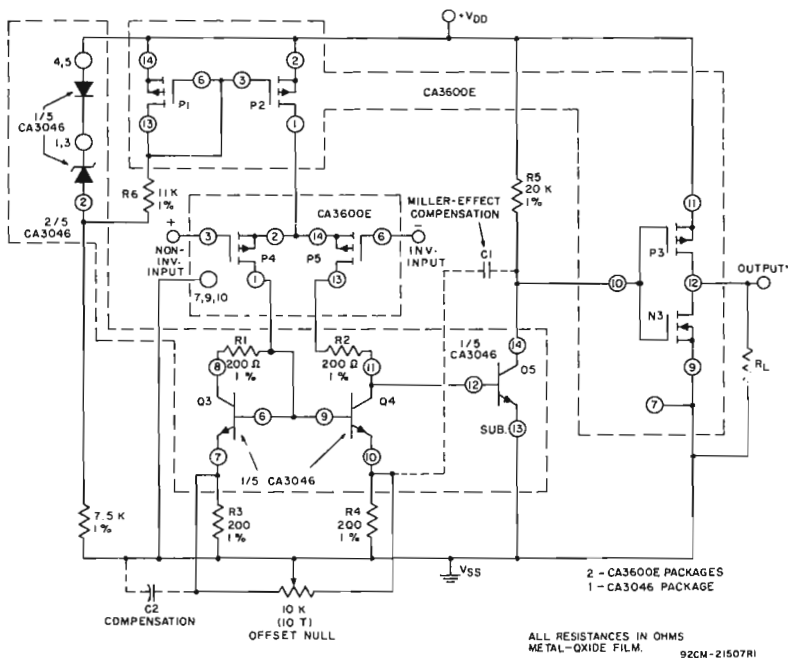 +VDD
4,5
14
2
6
3
P1
P2
CA3600E
1/5
CA3046
13
1
1,3
2
R6
11 K
1%
R5
20 K
1%
MILLER-EFFECT
COMPENSATION
C1
11
2/5
CA3046
CA3600E
+
3
2
14
6
–
NON-
INV-
INPUT
P4
P5
INV-
INPUT
7,9,10
1
13
10
P3
12
OUTPUT*
N3
R1
200 Ω
1%
R2
200 Ω
1%
1/5
CA3046
14
8
11
12
Q5
9
RL
Q3
6
9
Q4
SUB.
13
7
7
10
1/5 CA3046
7.5 K
1%
R3
200
1%
R4
200
1%
VSS
C2
COMPENSATION
10 K
(10 T)
OFFSET NULL
2 - CA3600E PACKAGES
1 - CA3046 PACKAGE
ALL RESISTANCES IN OHMS
METAL-OXIDE FILM.
92CM-21507RI